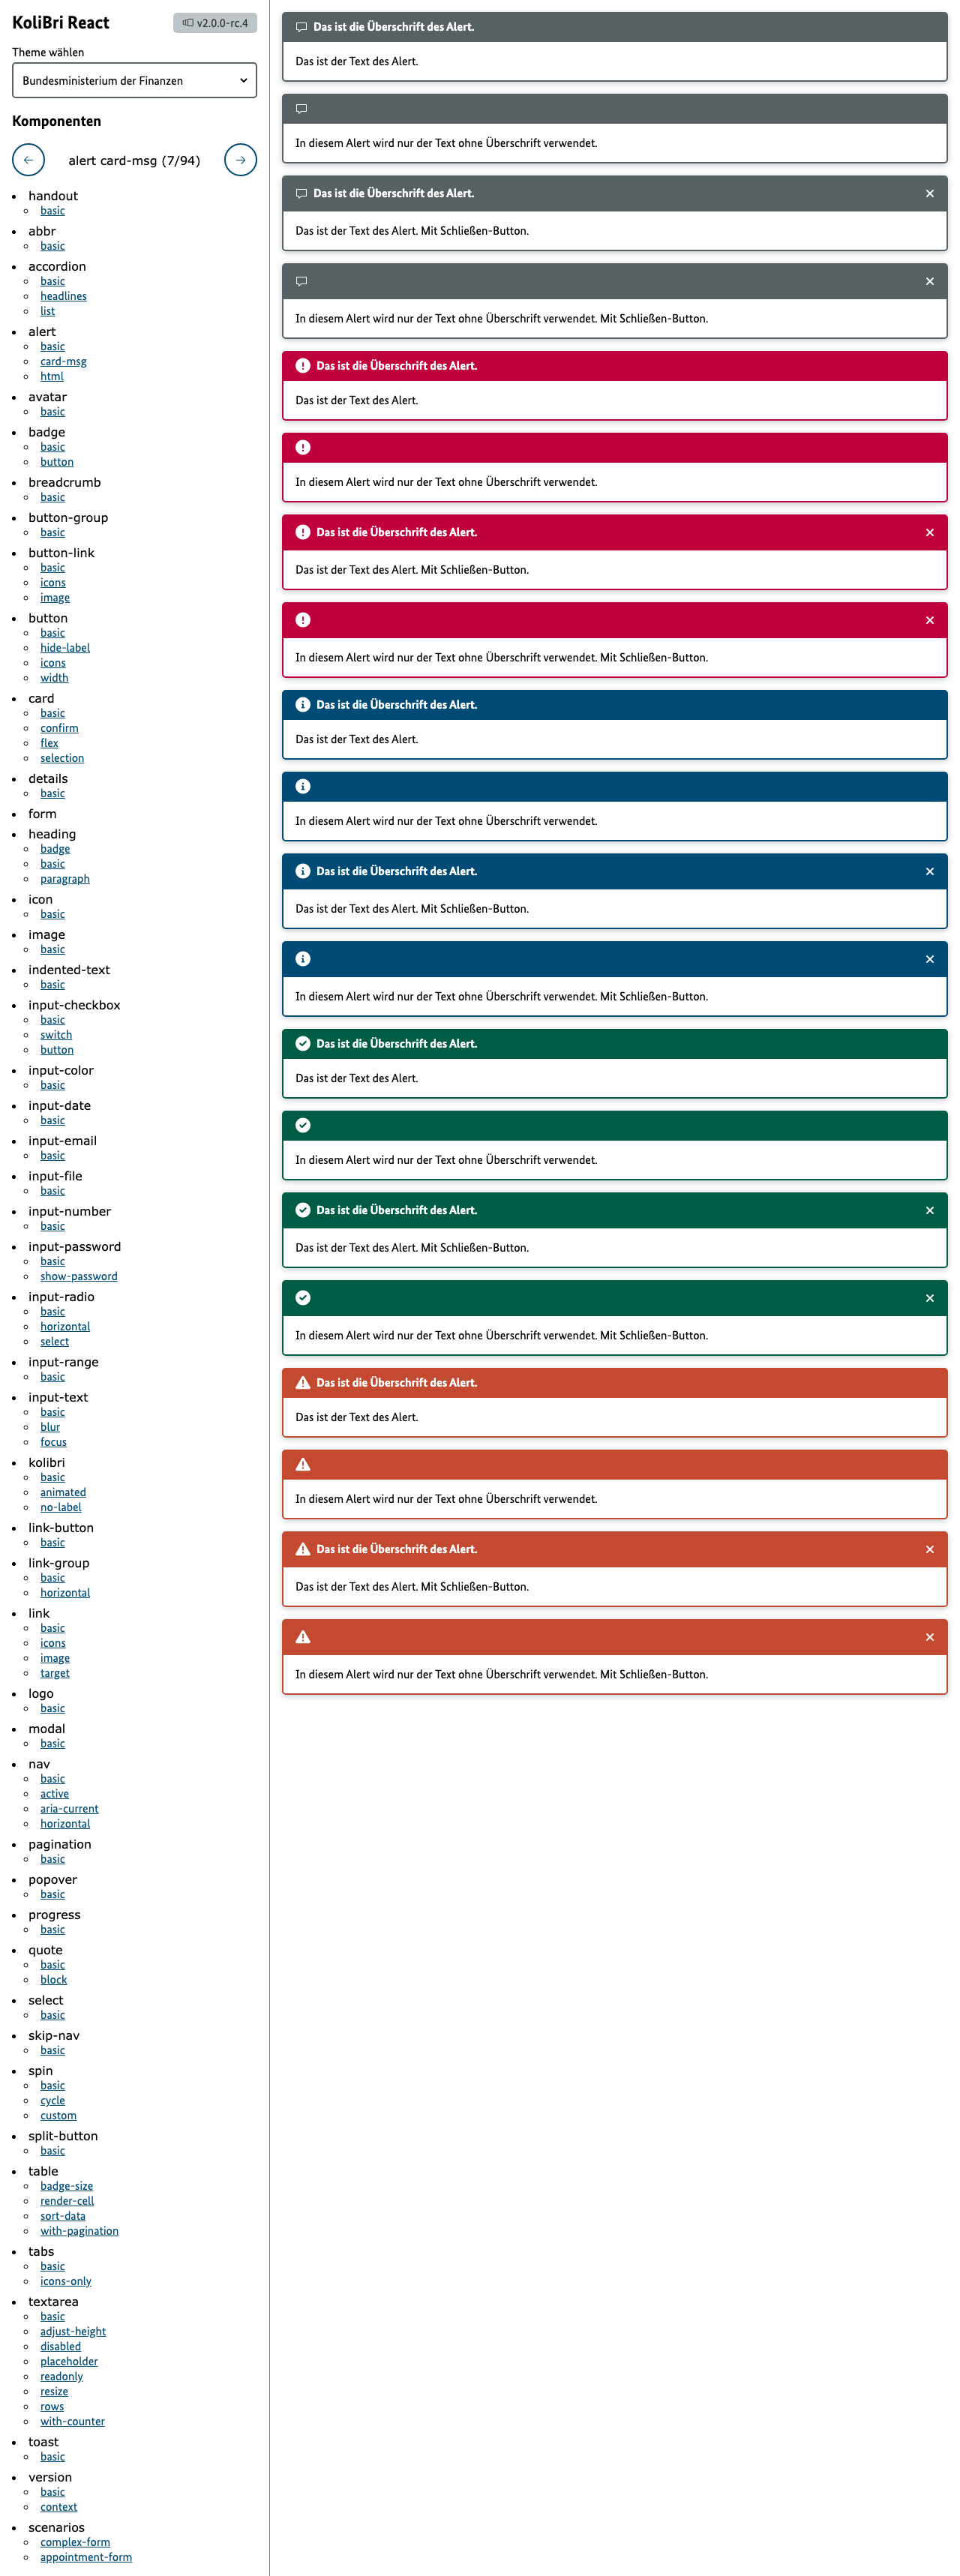 KoliBri React
v2.0.0-rc.4
Theme wählen
Bundesministerium der Finanzen
Komponenten
alert card-msg (7/94)
handout
basic
abbr
basic
accordion
basic
headlines
list
alert
basic
card-msg
html
avatar
basic
badge
basic
button
breadcrumb
basic
button-group
basic
button-link
basic
icons
image
button
basic
hide-label
icons
width
card
basic
confirm
flex
selection
details
basic
form
heading
badge
basic
paragraph
icon
basic
image
basic
indented-text
basic
input-checkbox
basic
switch
button
input-color
basic
input-date
basic
input-email
basic
input-file
basic
input-number
basic
input-password
basic
show-password
input-radio
basic
horizontal
select
input-range
basic
input-text
basic
blur
focus
kolibri
basic
animated
no-label
link-button
basic
link-group
basic
horizontal
link
basic
icons
image
target
logo
basic
modal
basic
nav
basic
active
aria-current
horizontal
pagination
basic
popover
basic
progress
basic
quote
basic
block
select
basic
skip-nav
basic
spin
basic
cycle
custom
split-button
basic
table
badge-size
render-cell
sort-data
with-pagination
tabs
basic
icons-only
textarea
basic
adjust-height
disabled
placeholder
readonly
resize
rows
with-counter
toast
basic
version
basic
context
scenarios
complex-form
appointment-form
Das ist die Überschrift des Alert.
Das ist der Text des Alert.
In diesem Alert wird nur der Text ohne Überschrift verwendet.
Das ist die Überschrift des Alert.
Das ist der Text des Alert. Mit Schließen-Button.
In diesem Alert wird nur der Text ohne Überschrift verwendet. Mit Schließen-Button.
Das ist die Überschrift des Alert.
Das ist der Text des Alert.
In diesem Alert wird nur der Text ohne Überschrift verwendet.
Das ist die Überschrift des Alert.
Das ist der Text des Alert. Mit Schließen-Button.
In diesem Alert wird nur der Text ohne Überschrift verwendet. Mit Schließen-Button.
Das ist die Überschrift des Alert.
Das ist der Text des Alert.
In diesem Alert wird nur der Text ohne Überschrift verwendet.
Das ist die Überschrift des Alert.
Das ist der Text des Alert. Mit Schließen-Button.
In diesem Alert wird nur der Text ohne Überschrift verwendet. Mit Schließen-Button.
Das ist die Überschrift des Alert.
Das ist der Text des Alert.
In diesem Alert wird nur der Text ohne Überschrift verwendet.
Das ist die Überschrift des Alert.
Das ist der Text des Alert. Mit Schließen-Button.
In diesem Alert wird nur der Text ohne Überschrift verwendet. Mit Schließen-Button.
Das ist die Überschrift des Alert.
Das ist der Text des Alert.
In diesem Alert wird nur der Text ohne Überschrift verwendet.
Das ist die Überschrift des Alert.
Das ist der Text des Alert. Mit Schließen-Button.
In diesem Alert wird nur der Text ohne Überschrift verwendet. Mit Schließen-Button.